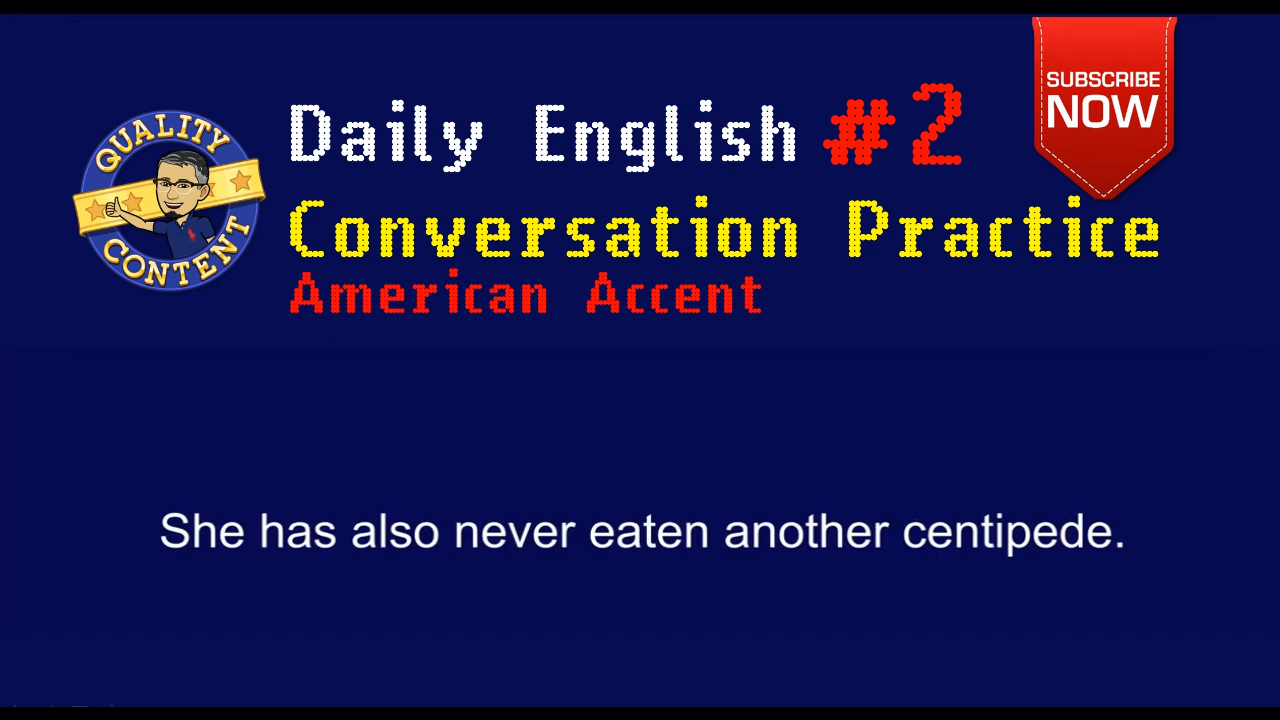 QUALITY
CONTENT
Daily English #2
SUBSCRIBE
NOW
Conversation Practice
American Accent
She has also never eaten another centipede.